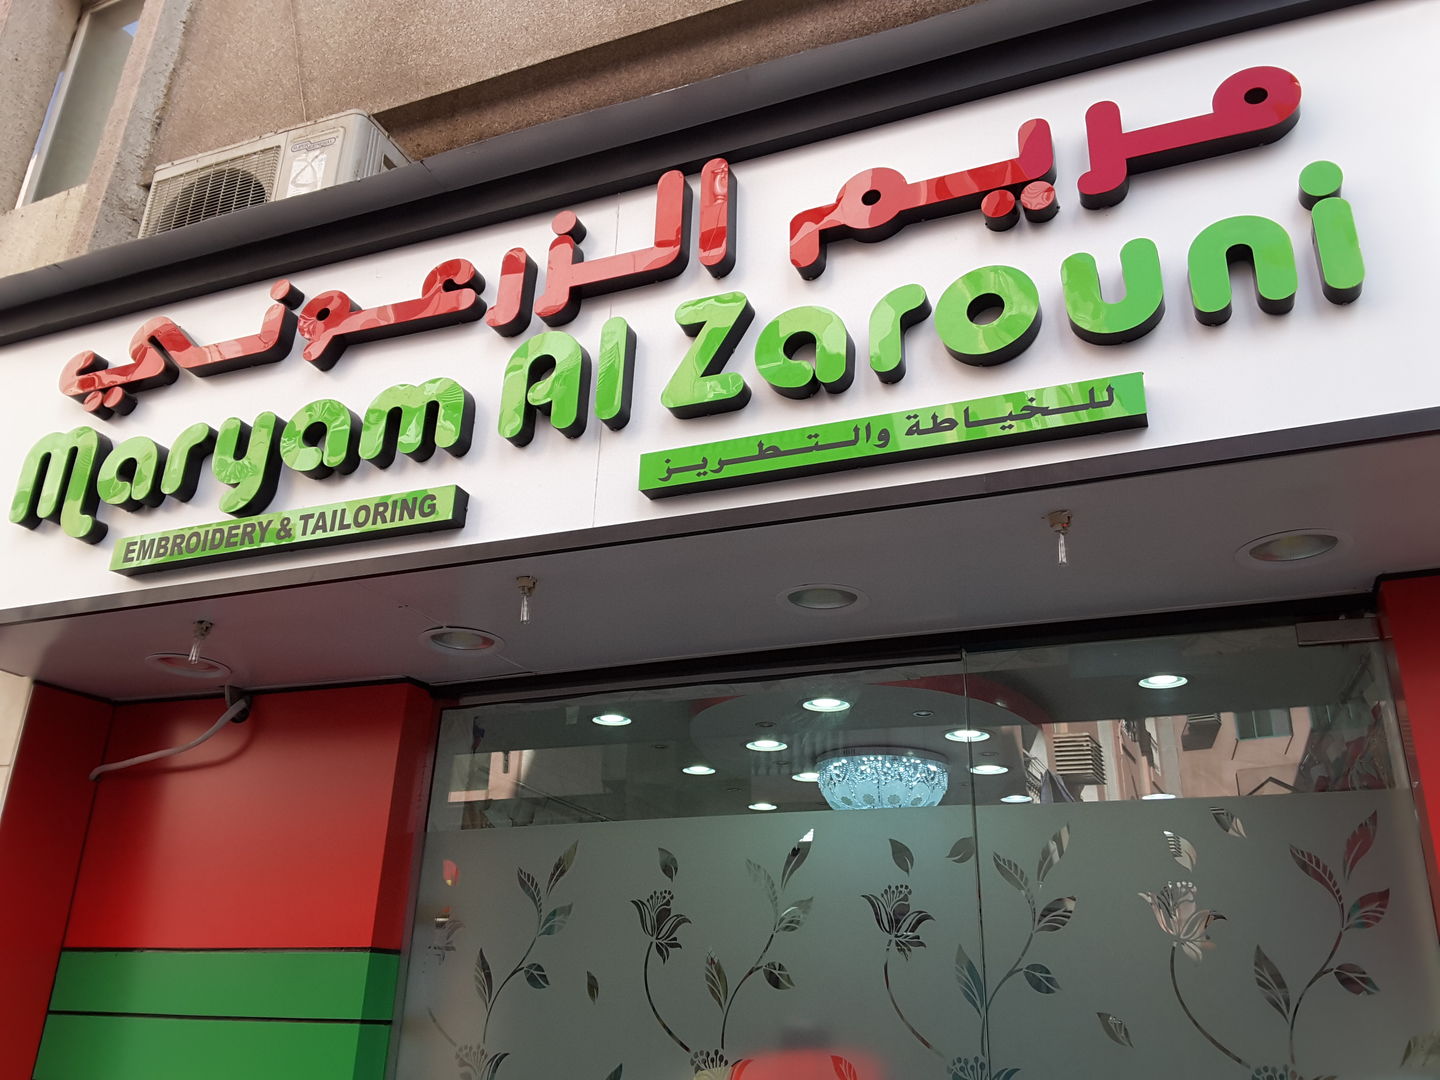 مريم الزرعوني
Maryam Al Zarouni
EMBROIDERY & TAILORING
للخياطة والتطريز